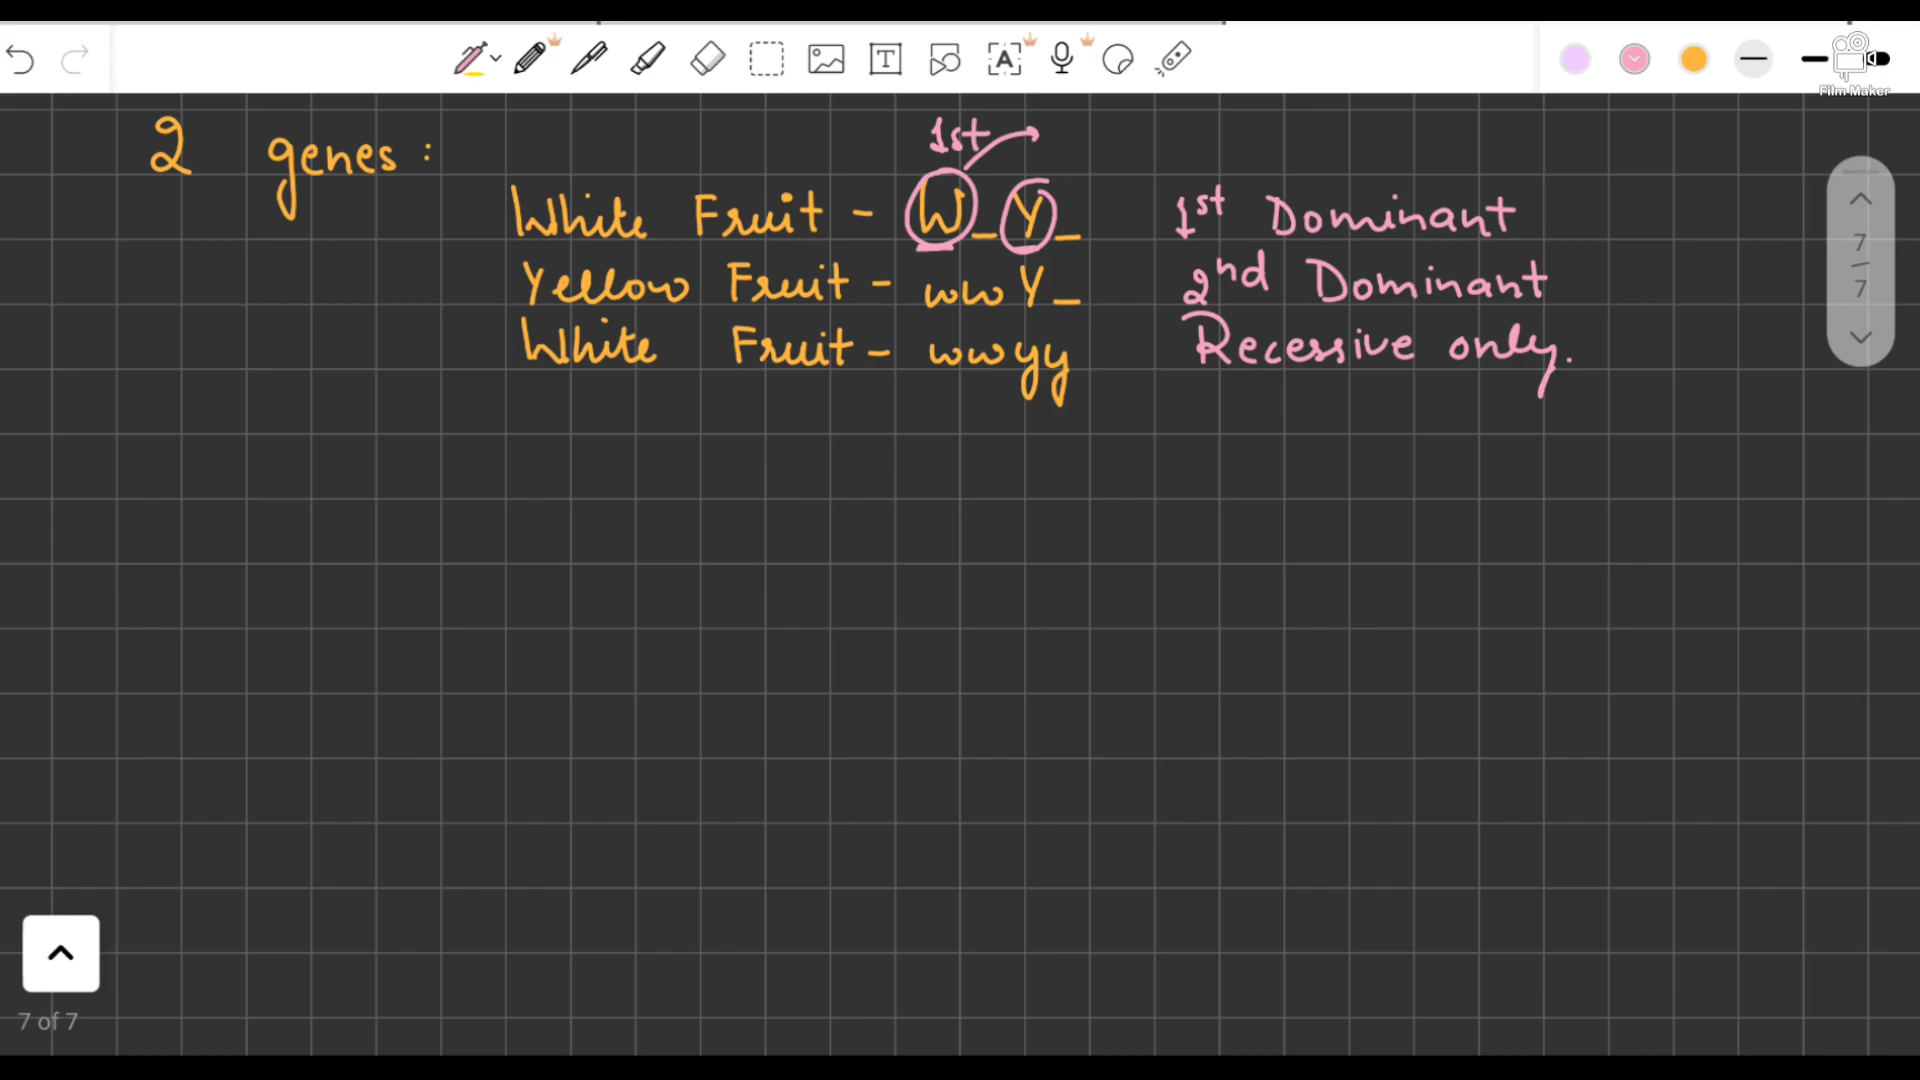 Film Maker
1st
2 genes :
White Fruit - W_Y_ 1st Dominant
Yellow Fruit - wwY_ 2nd Dominant
White Fruit - wwyy Recessive only.
7
7
7 of 7